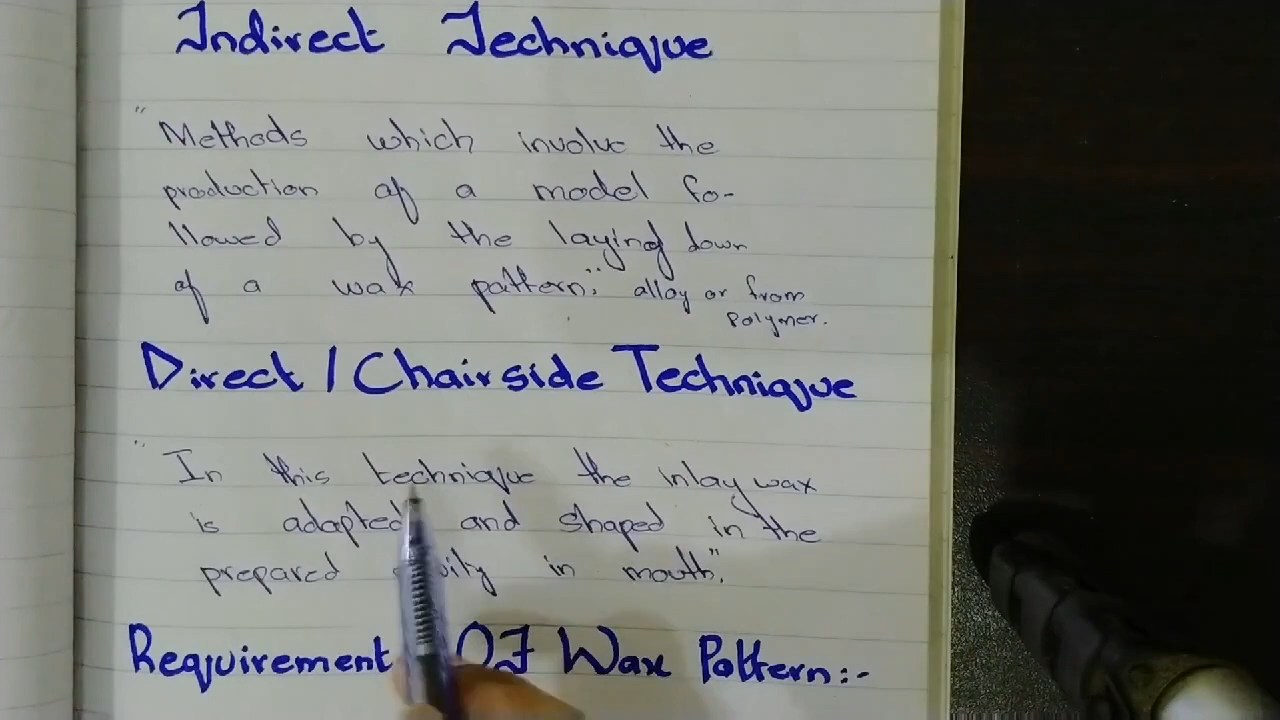 Indirect Technique
"Methods which involve the
production of a model fo-
llowed by the laying down
of a wax pattern." alloy or from
polymer.
Direct / Chairside Technique
"In this technique the inlay wax
is adapted and shaped in the
prepared in mouth".
Requirement Of Wax Pattern:-